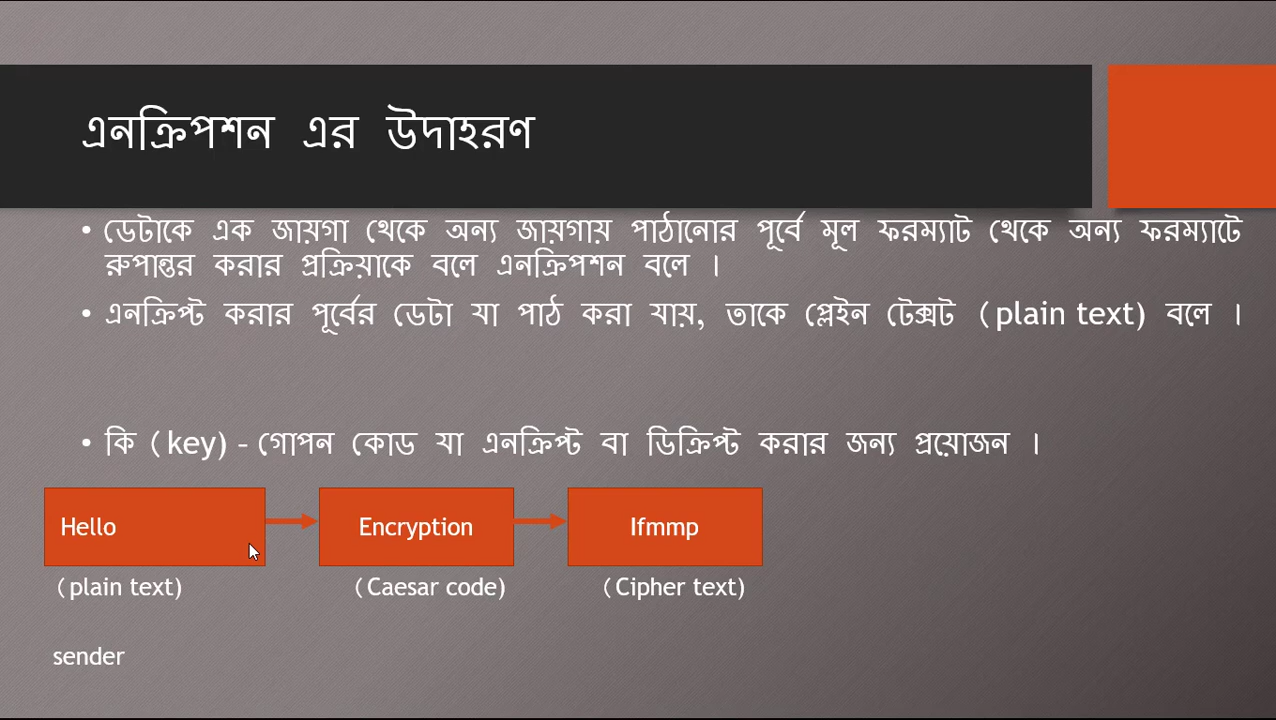 এনক্রিপশন এর উদাহরণ
• ডেটাকে এক জায়গা থেকে অন্য জায়গায় পাঠানোর পূর্বে মূল ফরম্যাট থেকে অন্য ফরম্যাটে
রুপান্তর করার প্রক্রিয়াকে বলে এনক্রিপশন বলে ।
• এনক্রিপ্ট করার পূর্বের ডেটা যা পাঠ করা যায়, তাকে প্লেইন টেক্সট (plain text) বলে ।
• কি (key) – গোপন কোড যা এনক্রিপ্ট বা ডিক্রিপ্ট করার জন্য প্রয়োজন ।
Hello Encryption Ifmmp
(plain text) (Caesar code) (Cipher text)
sender